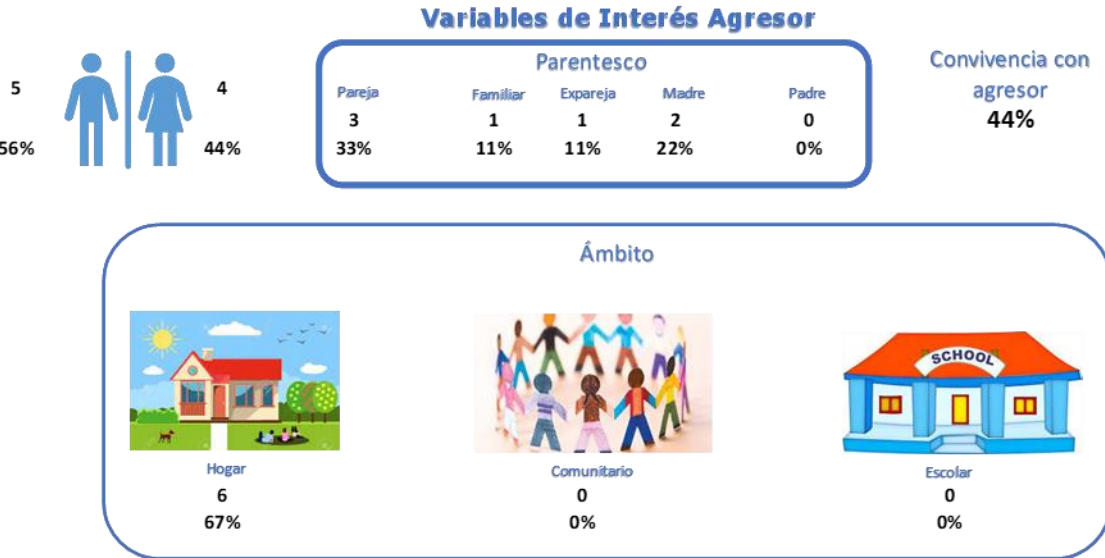 Variables de Interés Agresor
5 4
56% 44%
Parentesco
Pareja Familiar Expareja Madre Padre
3 1 1 2 0
33% 11% 11% 22% 0%
Convivencia con
agresor
44%
Ámbito
SCHOOL
Hogar Comunitario Escolar
6 0 0
67% 0% 0%